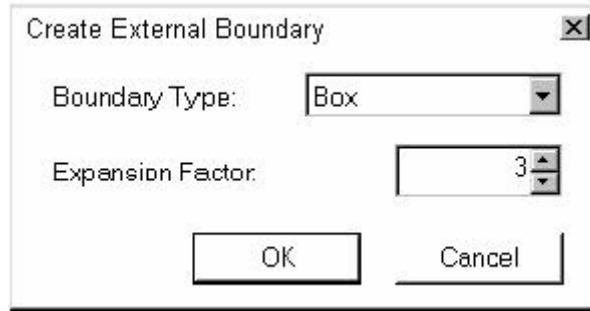 Create External Boundary
Boundary Type: Box
Expansion Factor: 3
OK Cancel